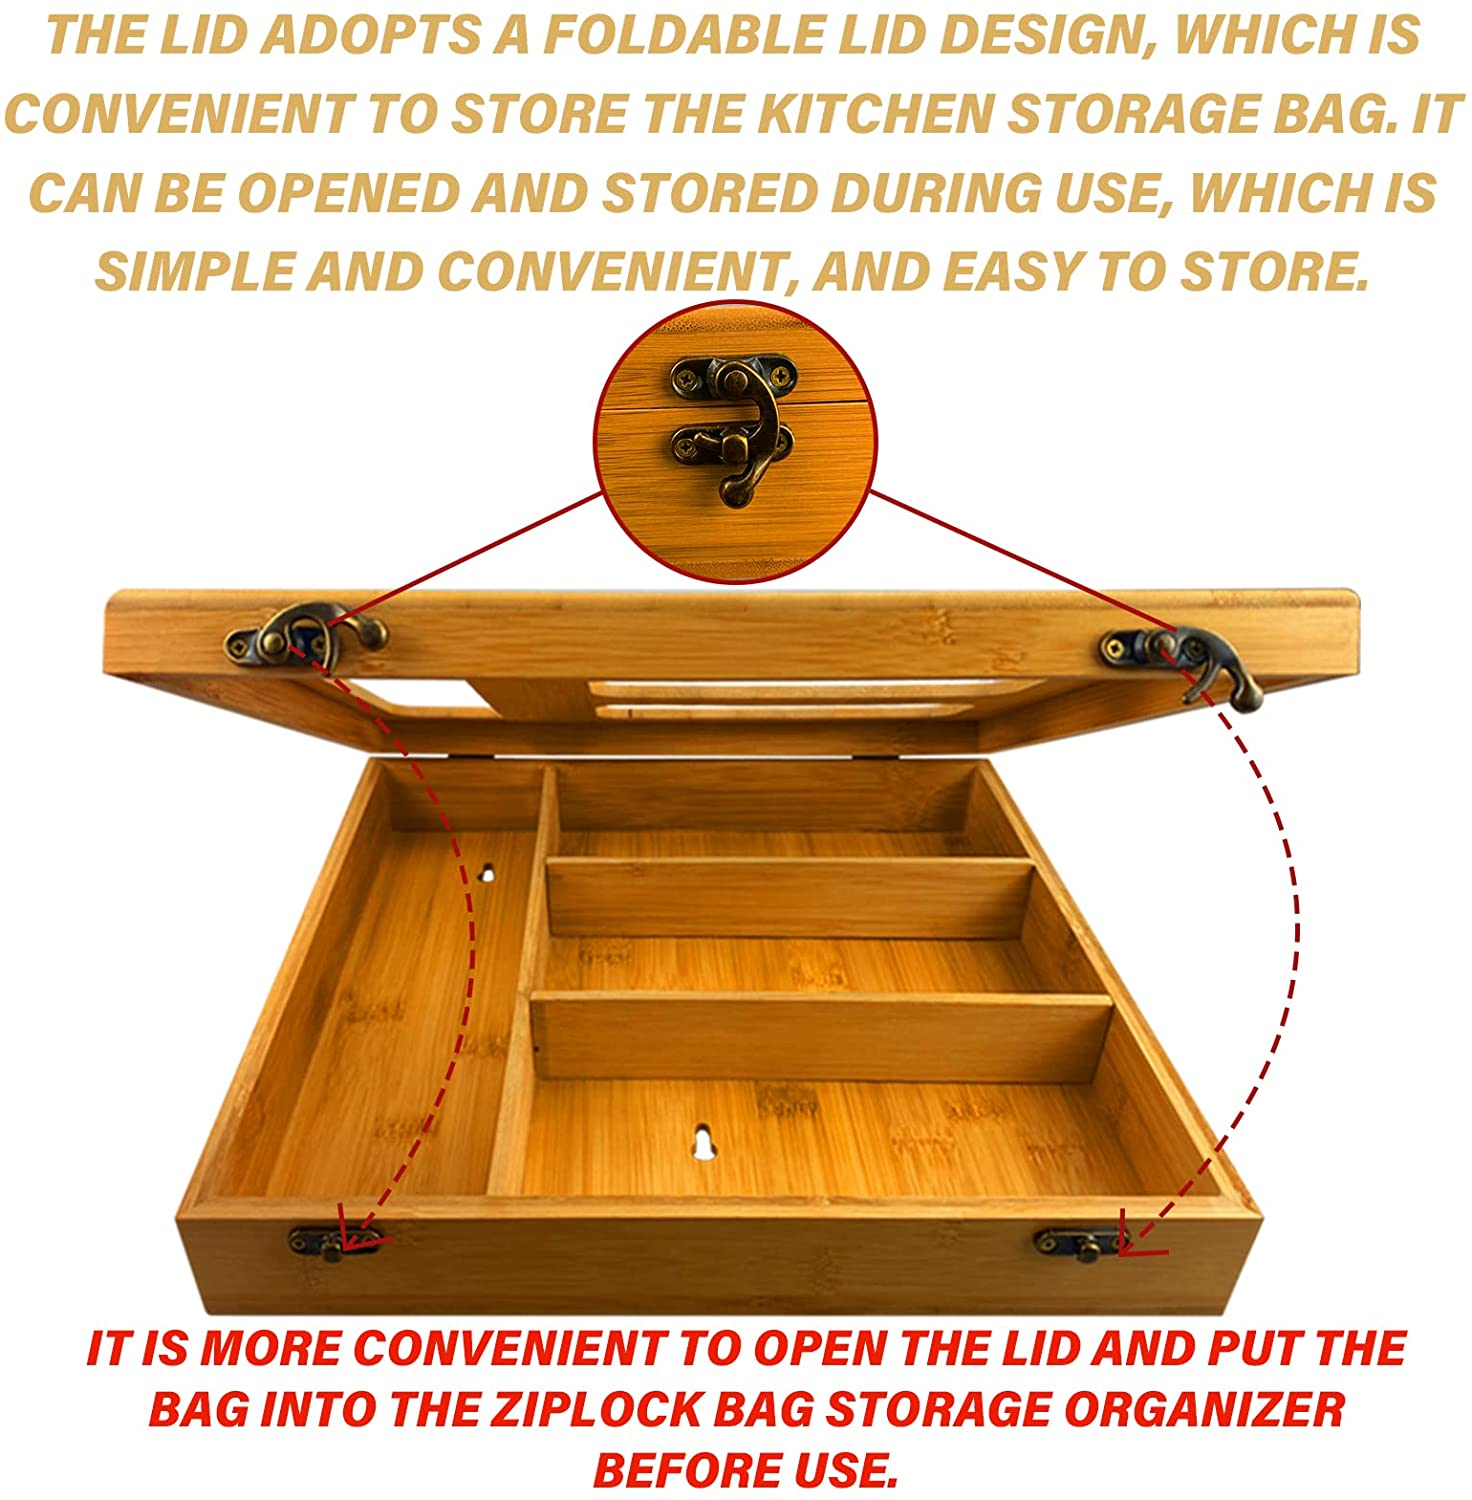 THE LID ADOPTS A FOLDABLE LID DESIGN, WHICH IS
CONVENIENT TO STORE THE KITCHEN STORAGE BAG. IT
CAN BE OPENED AND STORED DURING USE, WHICH IS
SIMPLE AND CONVENIENT, AND EASY TO STORE.
IT IS MORE CONVENIENT TO OPEN THE LID AND PUT THE
BAG INTO THE ZIPLOCK BAG STORAGE ORGANIZER
BEFORE USE.